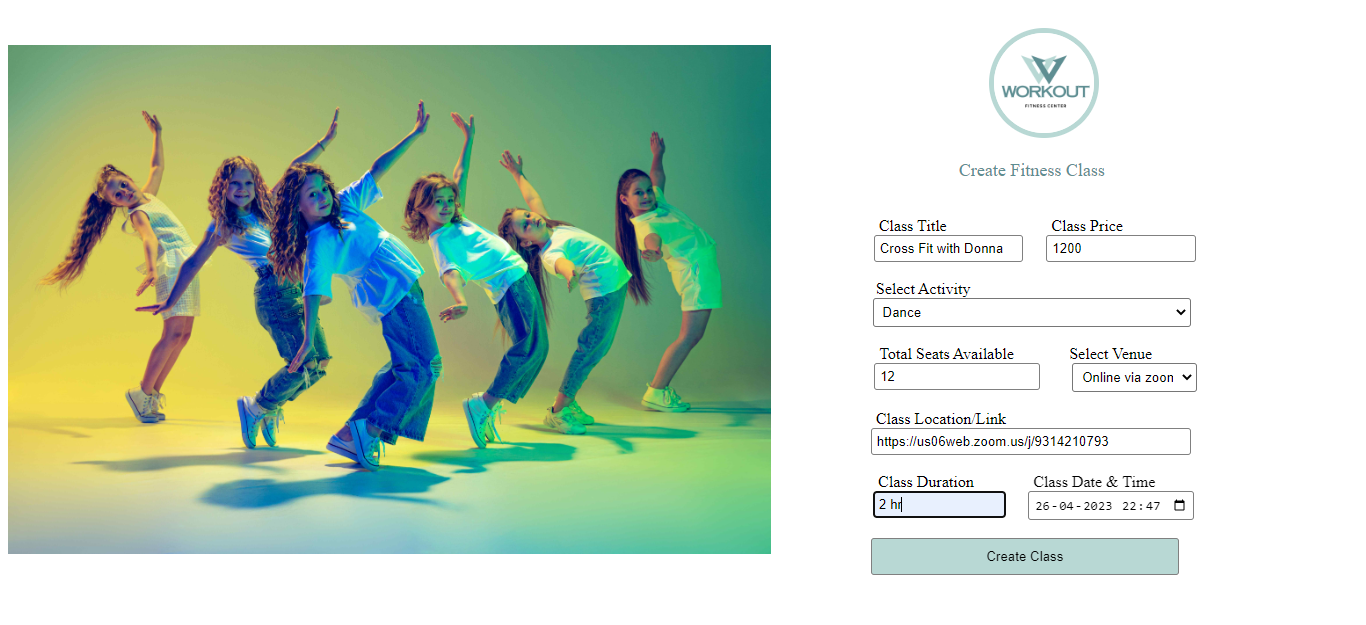 WORKOUT
FITNESS CENTER
Create Fitness Class
Class Title Class Price
Cross Fit with Donna 1200
Select Activity
Dance
Total Seats Available Select Venue
12 Online via zoon
Class Location/Link
https://us06web.zoom.us/j/9314210793
Class Duration Class Date & Time
2 hr 26-04-2023 22:47
Create Class